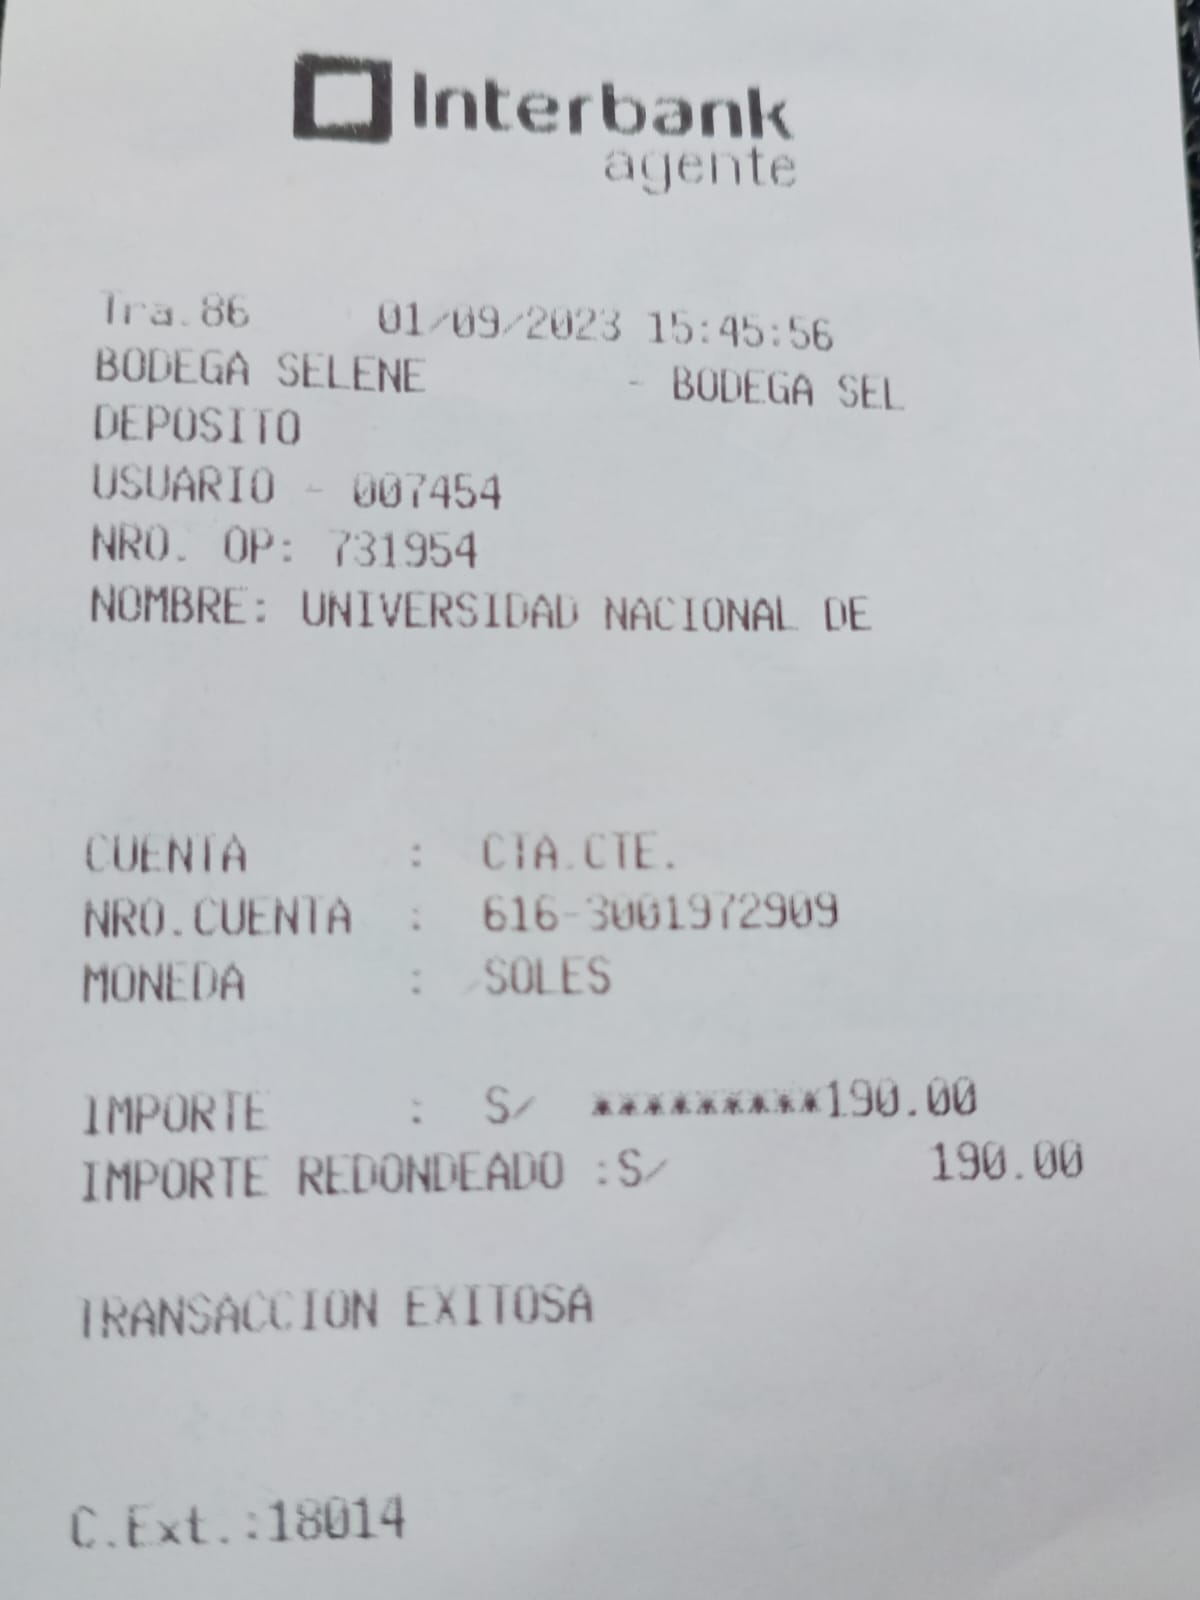 Interbank
agente
Tra.86 01/09/2023 15:45:56
BODEGA SELENE - BODEGA SEL
DEPOSITO
USUARIO - 007454
NRO. OP: 731954
NOMBRE: UNIVERSIDAD NACIONAL DE
CUENTA : CTA.CTE.
NRO.CUENTA : 616-3001972909
MONEDA : SOLES
IMPORTE : S/ *********190.00
IMPORTE REDONDEADO :S/ 190.00
TRANSACCION EXITOSA
C.Ext.:18014